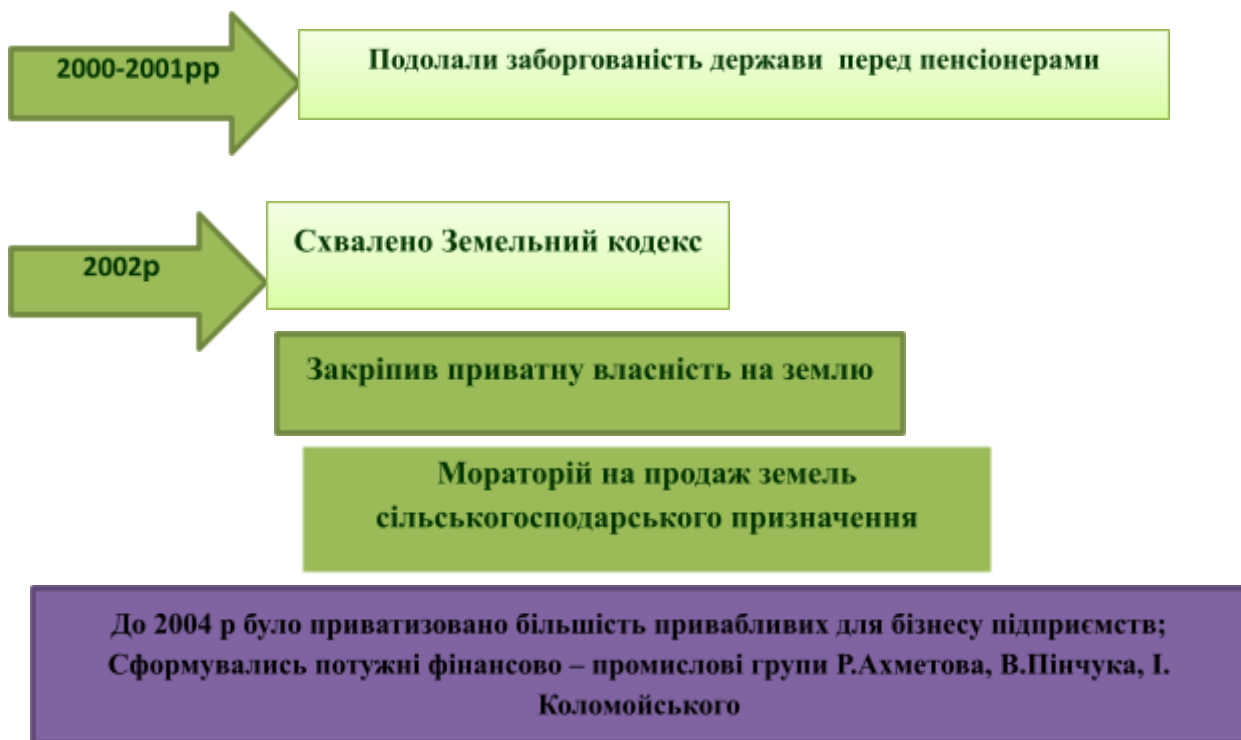 2000-2001рр
Подолали заборгованість держави перед пенсіонерами
2002р
Схвалено Земельний кодекс
Закріпив приватну власність на землю
Мораторій на продаж земель
сільськогосподарського призначення
До 2004 р було приватизовано більшість привабливих для бізнесу підприємств;
Сформувались потужні фінансово – промислові групи Р.Ахметова, В.Пінчука, І.
Коломойського